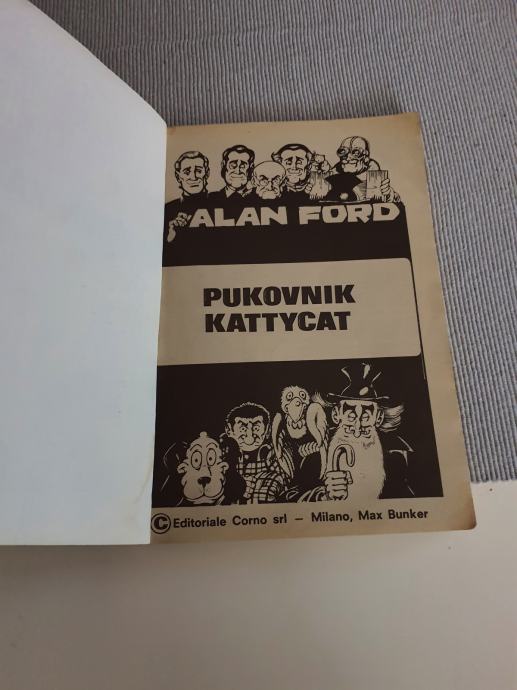 ALAN FORD
PUKOVNIK
KATTYCAT
© Editoriale Corno srl – Milano, Max Bunker